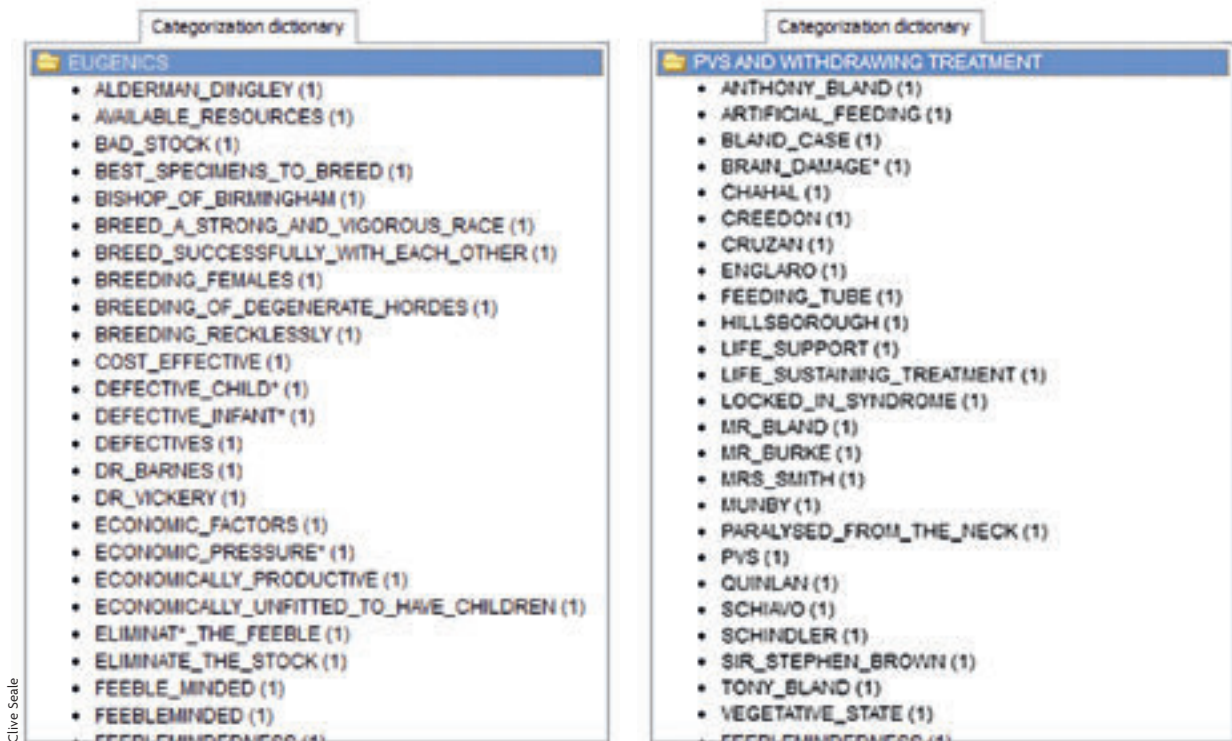 Categorization dictionary
EUGENICS
• ALDERMAN_DINGLEY (1)
• AVAILABLE_RESOURCES (1)
• BAD_STOCK (1)
• BEST_SPECIMENS_TO_BREED (1)
• BISHOP_OF_BIRMINGHAM (1)
• BREED_A_STRONG_AND_VIGOROUS_RACE (1)
• BREED_SUCCESSFULLY_WITH_EACH_OTHER (1)
• BREEDING_FEMALES (1)
• BREEDING_OF_DEGENERATE_HORDES (1)
• BREEDING_RECKLESSLY (1)
• COST_EFFECTIVE (1)
• DEFECTIVE_CHILD* (1)
• DEFECTIVE_INFANT* (1)
• DEFECTIVES (1)
• DR_BARNES (1)
• DR_VICKERY (1)
• ECONOMIC_FACTORS (1)
• ECONOMIC_PRESSURE* (1)
• ECONOMICALLY_PRODUCTIVE (1)
• ECONOMICALLY_UNFITTED_TO_HAVE_CHILDREN (1)
• ELIMINAT*_THE_FEEBLE (1)
• ELIMINATE_THE_STOCK (1)
• FEEBLE_MINDED (1)
• FEEBLEMINDED (1)
• FEEBLEMINDEDNESS (1)
Categorization dictionary
PVS AND WITHDRAWING TREATMENT
• ANTHONY_BLAND (1)
• ARTIFICIAL_FEEDING (1)
• BLAND_CASE (1)
• BRAIN_DAMAGE* (1)
• CHAHAL (1)
• CREEDON (1)
• CRUZAN (1)
• ENGLARO (1)
• FEEDING_TUBE (1)
• HILLSBOROUGH (1)
• LIFE_SUPPORT (1)
• LIFE_SUSTAINING_TREATMENT (1)
• LOCKED_IN_SYNDROME (1)
• MR_BLAND (1)
• MR_BURKE (1)
• MRS_SMITH (1)
• MUNBY (1)
• PARALYSED_FROM_THE_NECK (1)
• PVS (1)
• QUINLAN (1)
• SCHIAVO (1)
• SCHINDLER (1)
• SIR_STEPHEN_BROWN (1)
• TONY_BLAND (1)
• VEGETATIVE_STATE (1)
• FEEBLEMINDEDNESS (1)
Clive Seale